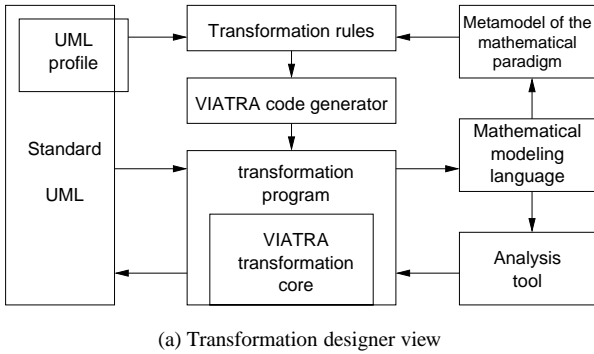 UML
profile
Standard
UML
Transformation rules
VIATRA code generator
transformation
program
VIATRA
transformation
core
Metamodel of the
mathematical
paradigm
Mathematical
modeling
language
Analysis
tool
(a) Transformation designer view